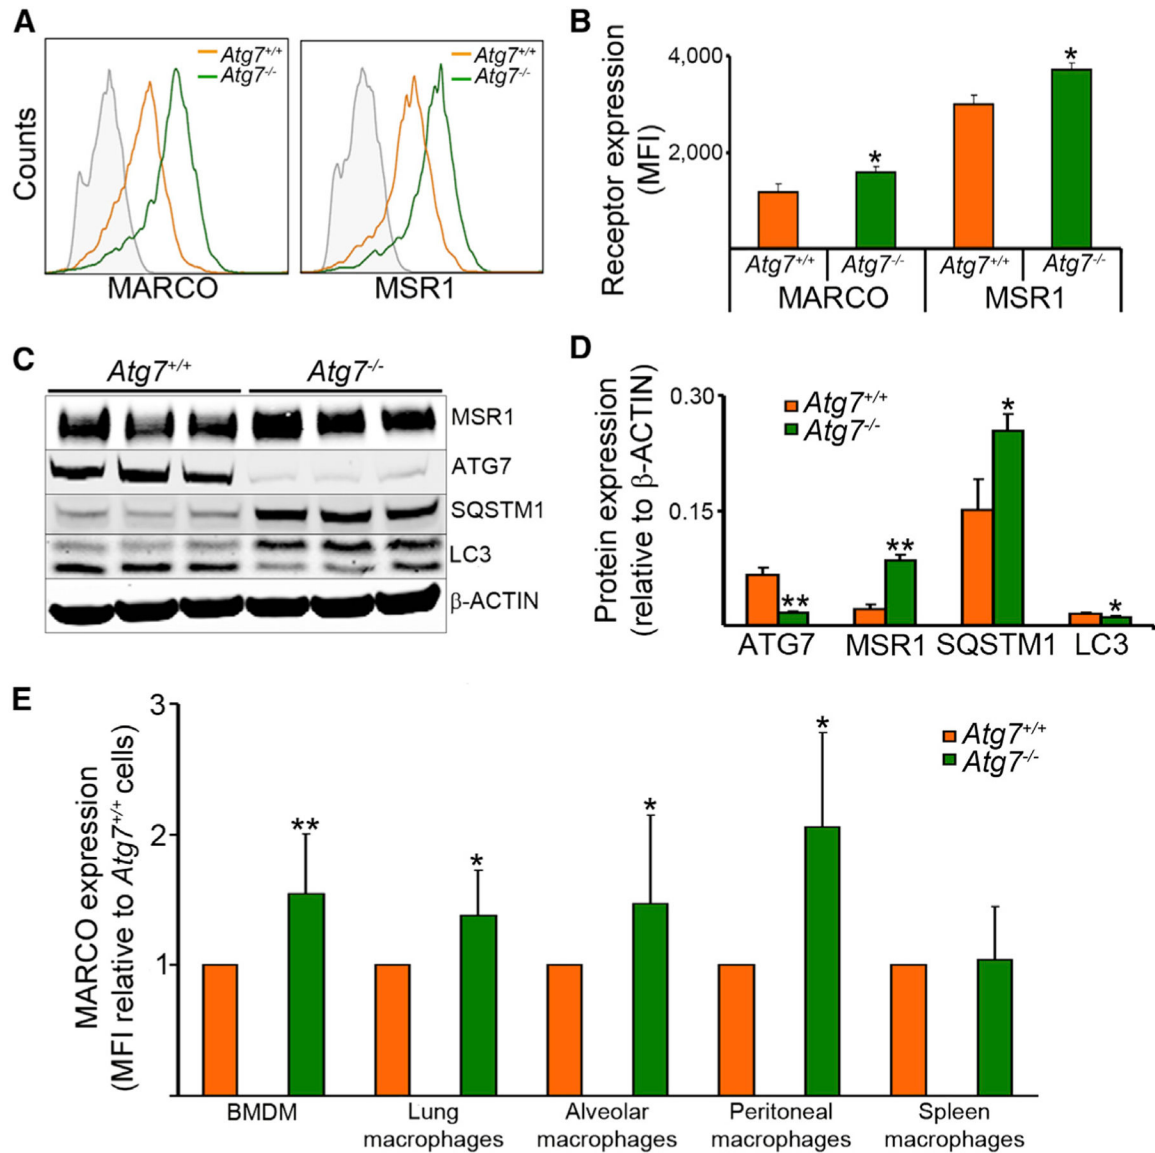 A
Atg7+/+
Atg7-/-
Counts
MARCO
Atg7+/+
Atg7-/-
MSR1
B
Receptor expression
(MFI)
4,000
2,000
*
*
Atg7+/+ Atg7-/- Atg7+/+ Atg7-/-
MARCO MSR1
C
Atg7+/+ Atg7-/-
MSR1
ATG7
SQSTM1
LC3
β-ACTIN
D
Protein expression
(relative to β-ACTIN)
0.30
0.15
Atg7+/+
Atg7-/-
**
**
*
*
ATG7 MSR1 SQSTM1 LC3
E
MARCO expression
(MFI relative to Atg7+/+ cells)
3
2
1
Atg7+/+
Atg7-/-
**
*
*
*
BMDM
Lung
macrophages
Alveolar
macrophages
Peritoneal
macrophages
Spleen
macrophages